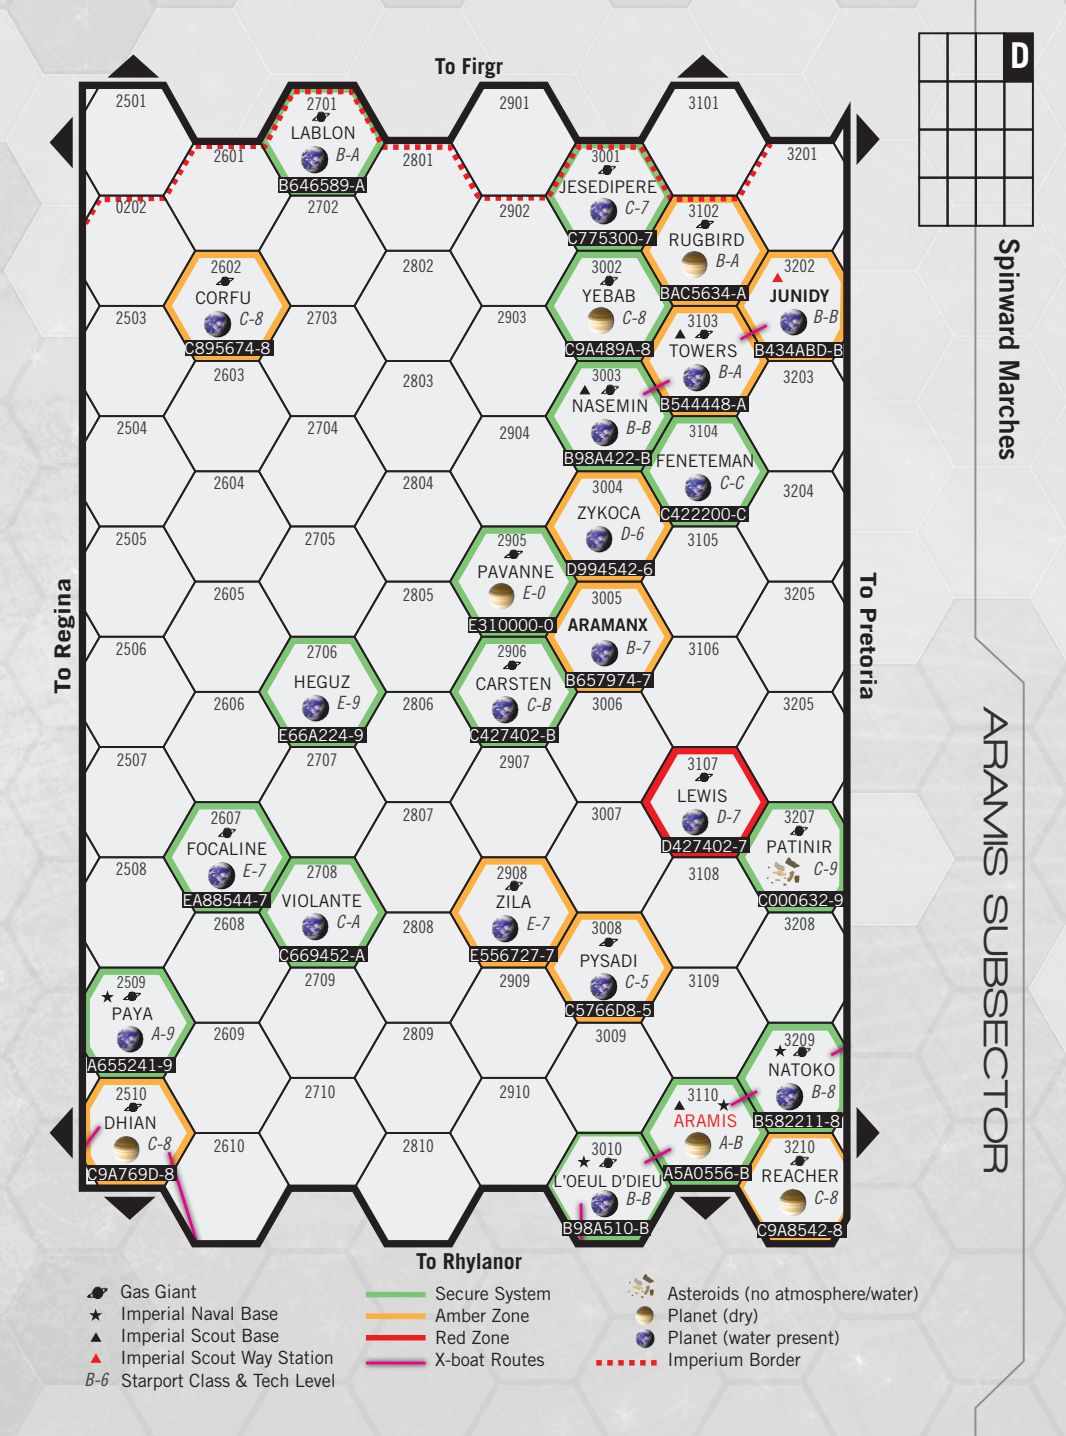 D
Spinward Marches
ARAMIS SUBSECTOR
To Firgr
To Regina
To Pretoria
To Rhylanor
2501
0202
2503
2504
2505
2506
2507
2508
2509
PAYA
A-9
A655241-9
2510
DHIAN
C-8
C9A769D-8
2601
2602
CORFU
C-8
C895674-8
2603
2604
2605
2606
2607
FOCALINE
E-7
EA88544-7
2608
2609
2610
2701
LABLON
B-A
B646589-A
2702
2703
2704
2705
2706
HEGUZ
E-9
E66A224-9
2707
2708
VIOLANTE
C-A
C669452-A
2709
2710
2801
2802
2803
2804
2805
2806
2807
2808
2809
2810
2901
2902
2903
2904
2905
PAVANNE
E-0
E310000-0
2906
CARSTEN
C-B
C427402-B
2907
2908
ZILA
E-7
E556727-7
2909
2910
3001
JESEDIPERE
C-7
C775300-7
3002
YEBAB
C-8
C9A489A-8
3003
NASEMIN
B-B
B98A422-B
3004
ZYKOCA
D-6
D994542-6
3005
ARAMANX
B-7
B657974-7
3006
3007
3008
PYSADI
C-5
C5766D8-5
3009
3010
L'OEUL D'DIEU
B-B
B98A510-B
3101
3102
RUGBIRD
B-A
BAC5634-A
3103
TOWERS
B-A
B544448-A
3104
FENETEMAN
C-C
C422200-C
3105
3106
3107
LEWIS
D-7
D427402-7
3108
3109
3110
ARAMIS
A-B
A5A0556-B
3201
3202
JUNIDY
B-B
B434ABD-B
3203
3204
3205
3205
3207
PATINIR
C-9
C000632-9
3208
3209
NATOKO
B-8
B582211-8
3210
REACHER
C-8
C9A8542-8
Gas Giant
Imperial Naval Base
Imperial Scout Base
Imperial Scout Way Station
B-6 Starport Class & Tech Level
Secure System
Amber Zone
Red Zone
X-boat Routes
Asteroids (no atmosphere/water)
Planet (dry)
Planet (water present)
Imperium Border